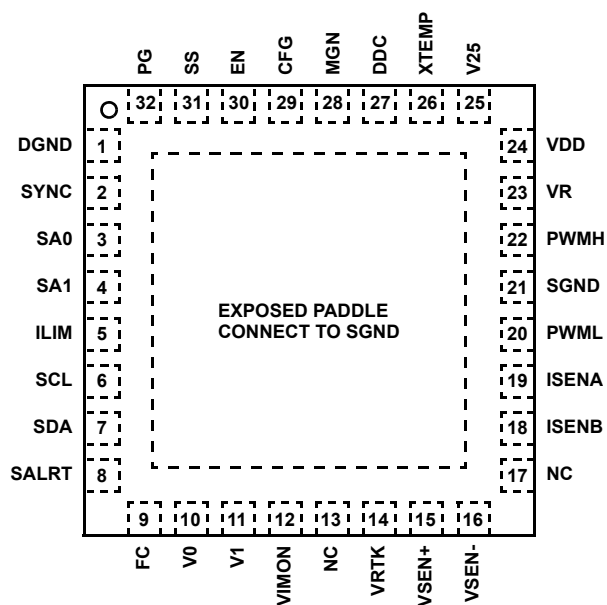 PG
SS
EN
CFG
MGN
DDC
XTEMP
V25
32
31
30
29
28
27
26
25
DGND 1
SYNC 2
SA0 3
SA1 4
ILIM 5
SCL 6
SDA 7
SALRT 8
EXPOSED PADDLE
CONNECT TO SGND
24 VDD
23 VR
22 PWMH
21 SGND
20 PWML
19 ISENA
18 ISENB
17 NC
9
10
11
12
13
14
15
16
FC
V0
V1
VIMON
NC
VRTK
VSEN+
VSEN-